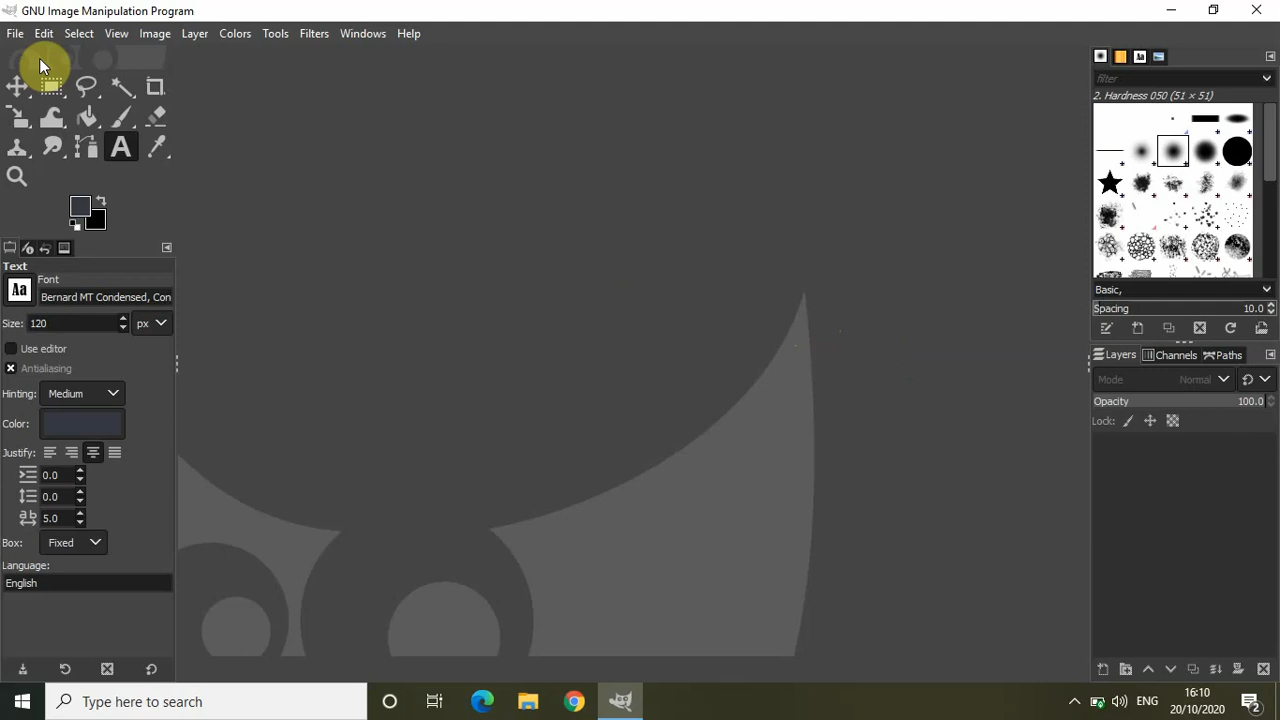 GNU Image Manipulation Program
File Edit Select View Image Layer Colors Tools Filters Windows Help
filter
2. Hardness 050 (51 × 51)
Basic,
Spacing 10.0
Text
Font
Aa Bernard MT Condensed, Con
Size: 120 px
Use editor
Antialiasing
Hinting: Medium
Color:
Justify:
0.0
0.0
5.0
Box: Fixed
Language:
English
Layers Channels Paths
Mode Normal
Opacity 100.0
Lock:
Type here to search
ENG
16:10
20/10/2020
2